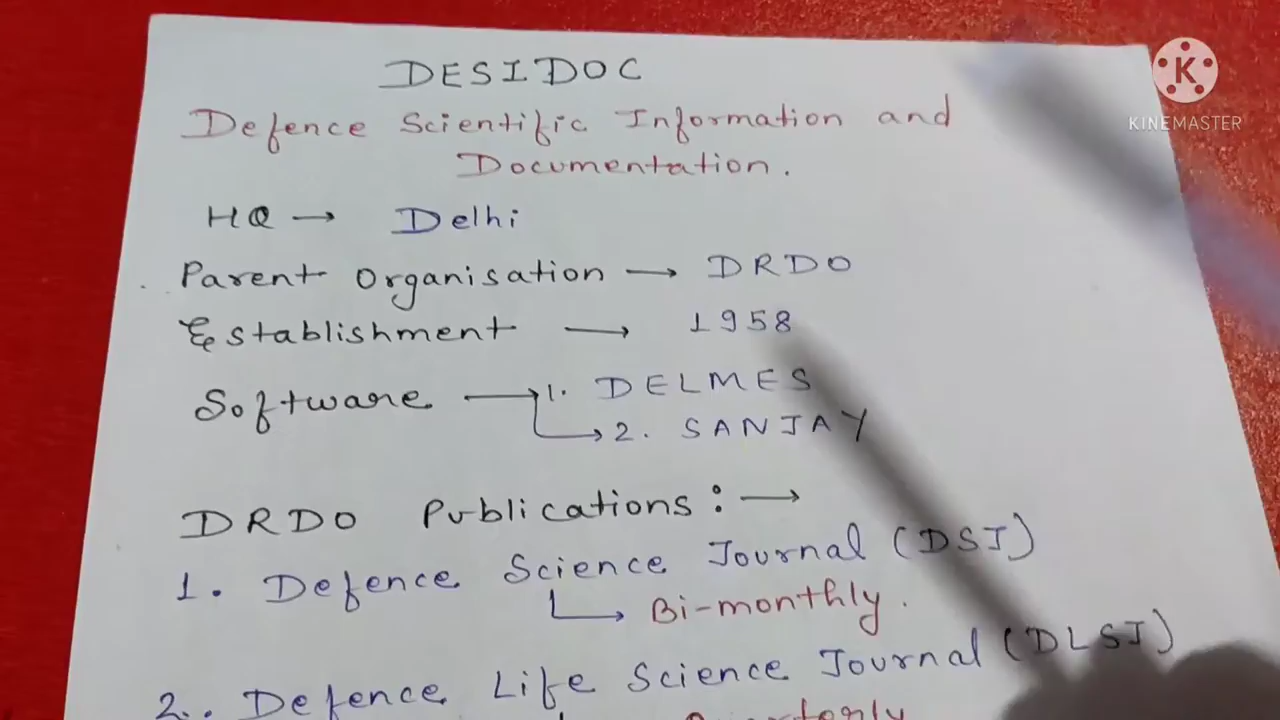 DESIDOC
Defence Scientific Information and
Documentation.
HQ → Delhi
Parent Organisation → DRDO
Establishment → 1958
Software → 1. DELMES
→ 2. SANJAY
DRDO Publications : →
1. Defence Science Journal (DSJ)
→ Bi-monthly.
2. Defence Life Science Journal (DLSJ)
Quarterly
KINEMASTER